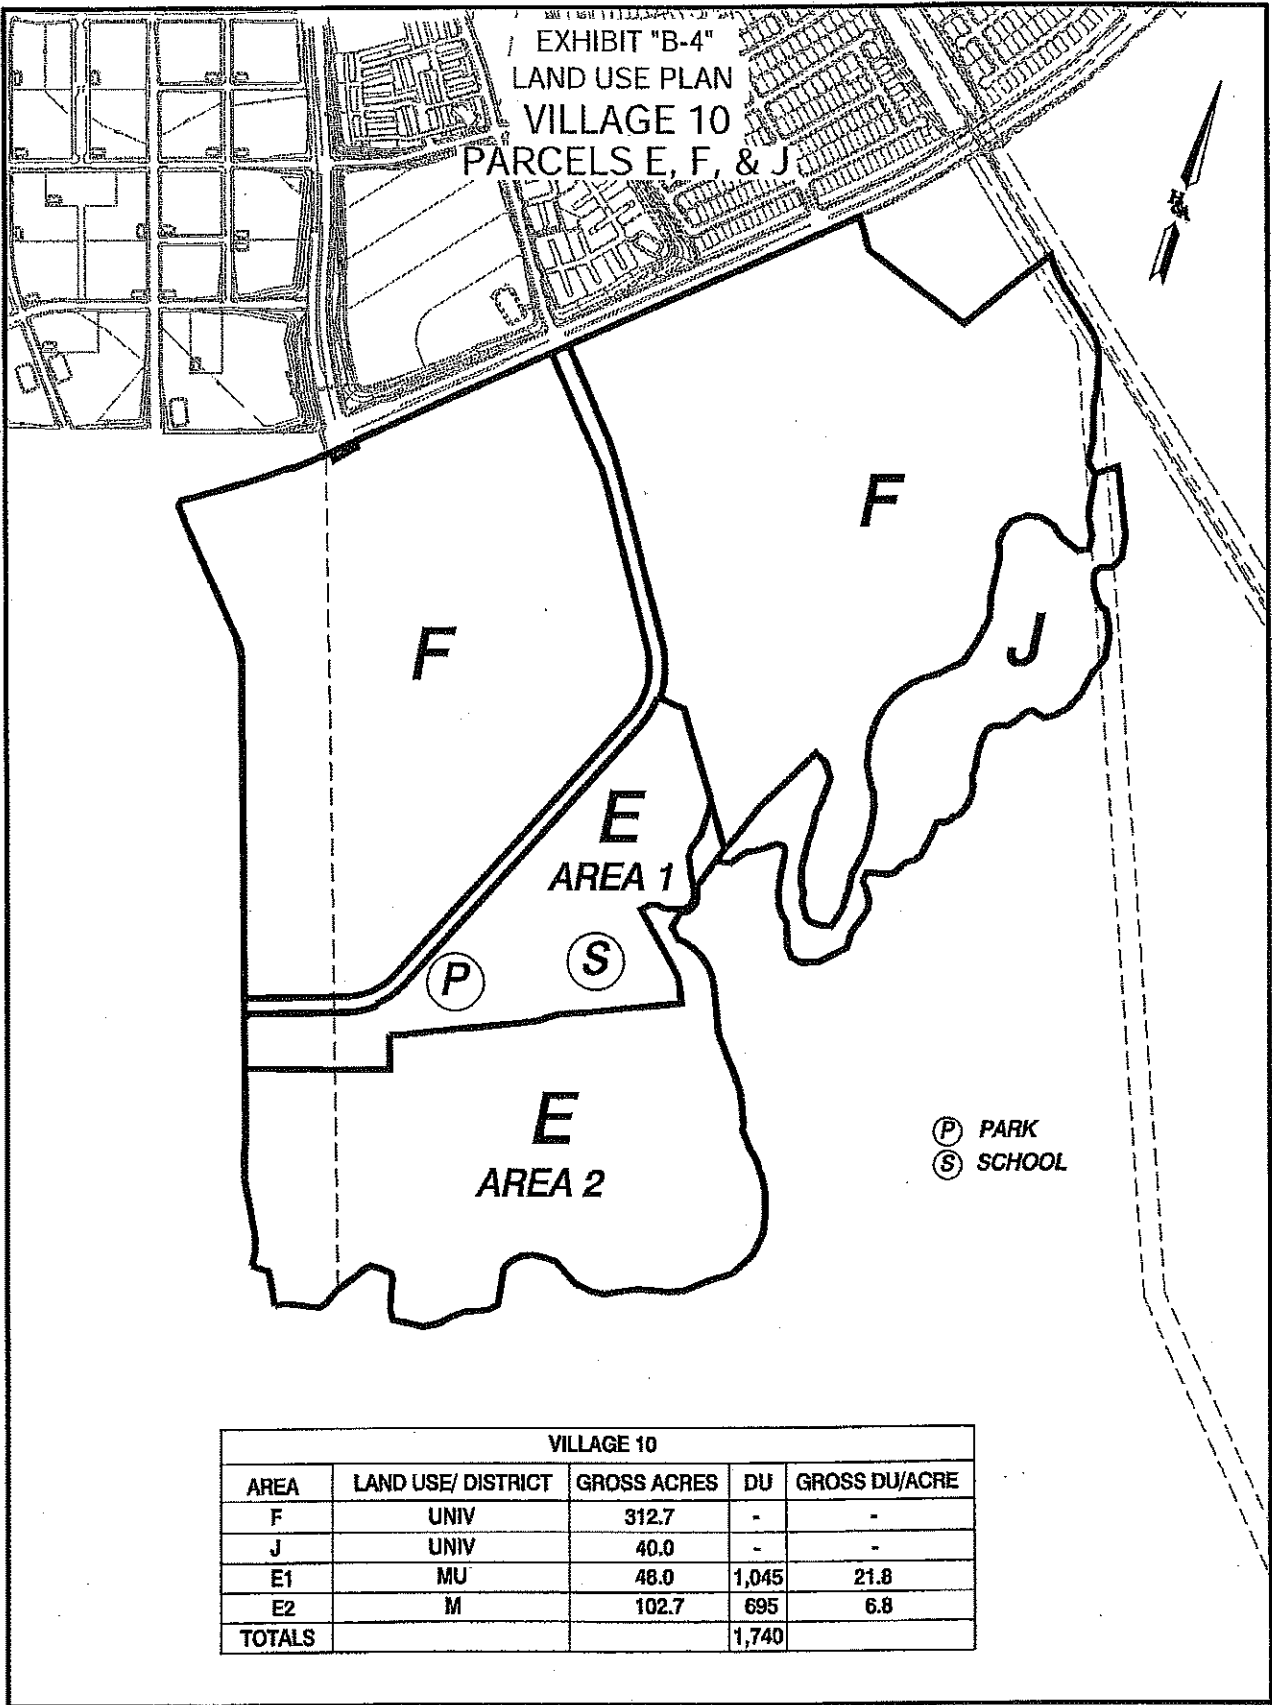 EXHIBIT "B-4"
LAND USE PLAN
VILLAGE 10
PARCELS E, F, & J
F
F
J
E
AREA 1
P
S
E
AREA 2
P PARK
S SCHOOL
VILLAGE 10
AREA LAND USE/ DISTRICT GROSS ACRES DU GROSS DU/ACRE
F UNIV 312.7 - -
J UNIV 40.0 - -
E1 MU 48.0 1,045 21.8
E2 M 102.7 695 6.8
TOTALS 1,740